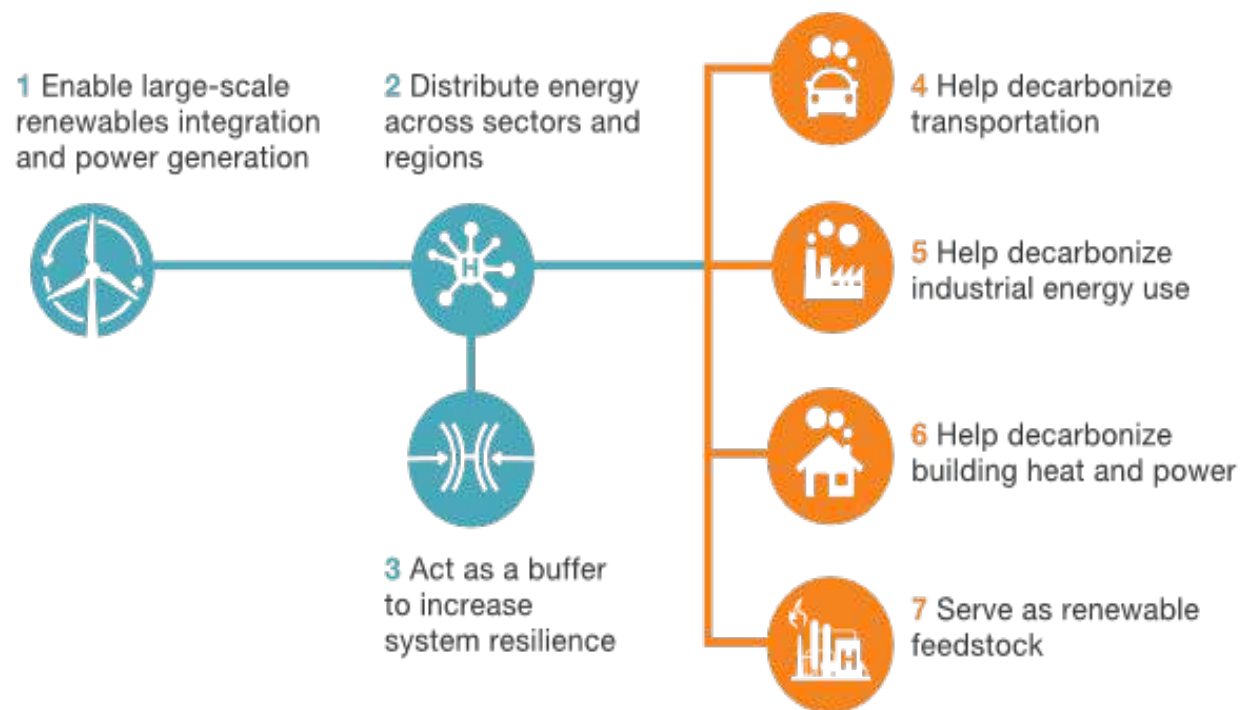 1 Enable large-scale
renewables integration
and power generation
2 Distribute energy
across sectors and
regions
H
H
3 Act as a buffer
to increase
system resilience
4 Help decarbonize
transportation
5 Help decarbonize
industrial energy use
6 Help decarbonize
building heat and power
7 Serve as renewable
feedstock
H